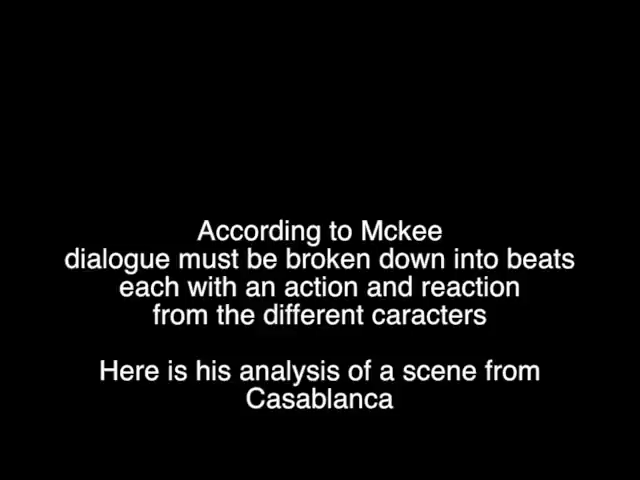 According to Mckee
dialogue must be broken down into beats
each with an action and reaction
from the different caracters
Here is his analysis of a scene from
Casablanca